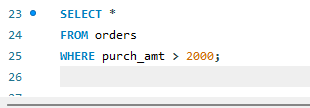 23 SELECT *
24 FROM orders
25 WHERE purch_amt > 2000;
26